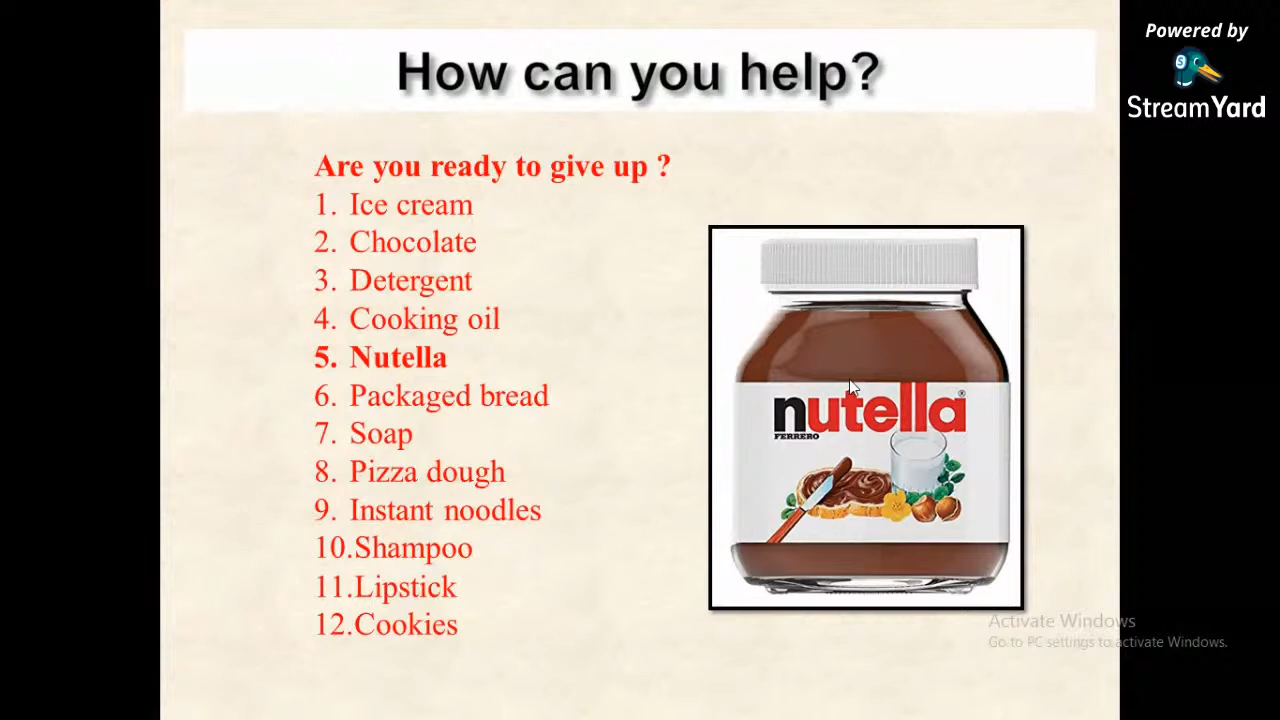 How can you help?
Powered by
StreamYard
Are you ready to give up ?
1. Ice cream
2. Chocolate
3. Detergent
4. Cooking oil
5. Nutella
6. Packaged bread
7. Soap
8. Pizza dough
9. Instant noodles
10.Shampoo
11.Lipstick
12.Cookies
nutella®
FERRERO
Activate Windows
Go to PC settings to activate Windows.